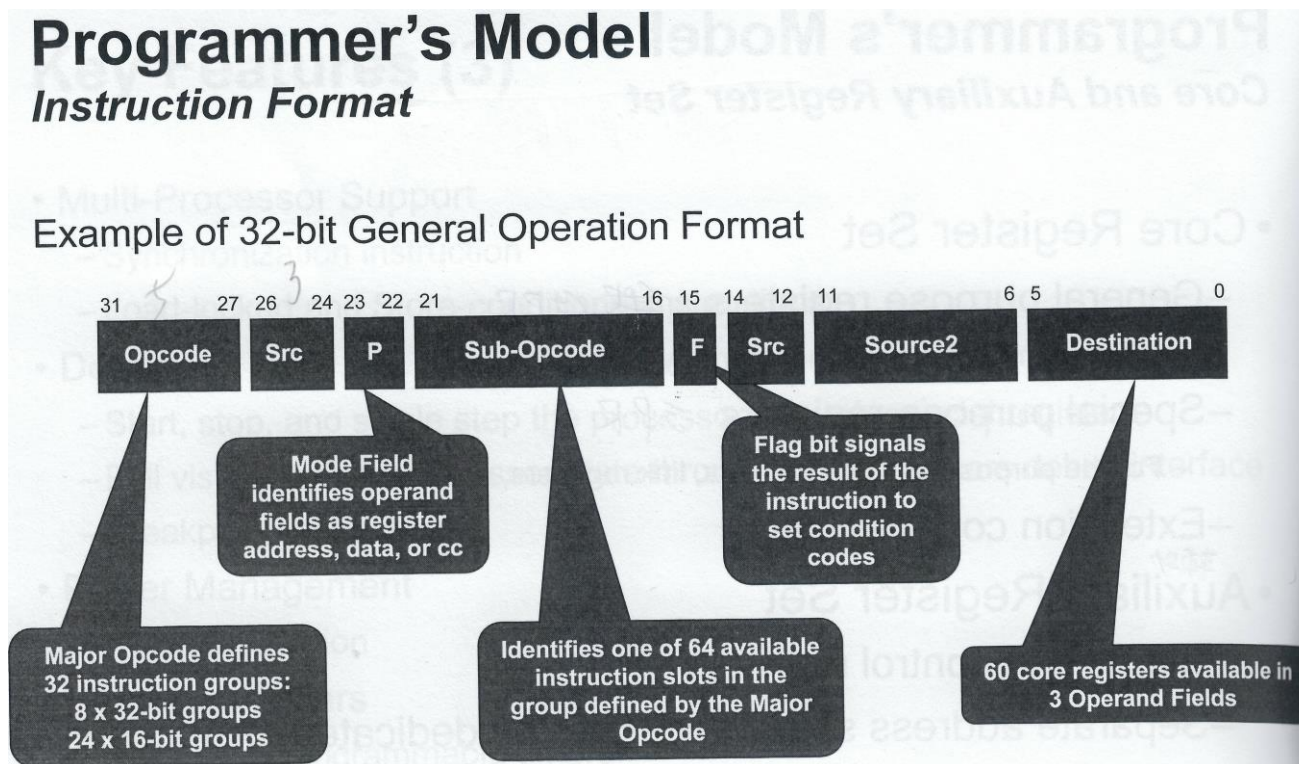 Programmer's Model
Instruction Format
Example of 32-bit General Operation Format
5 3
31 27 26 24 23 22 21 16 15 14 12 11 6 5 0
Opcode Src P Sub-Opcode F Src Source2 Destination
Mode Field
identifies operand
fields as register
address, data, or cc
Flag bit signals
the result of the
instruction to
set condition
codes
Major Opcode defines
32 instruction groups:
8 x 32-bit groups
24 x 16-bit groups
Identifies one of 64 available
instruction slots in the
group defined by the Major
Opcode
60 core registers available in
3 Operand Fields